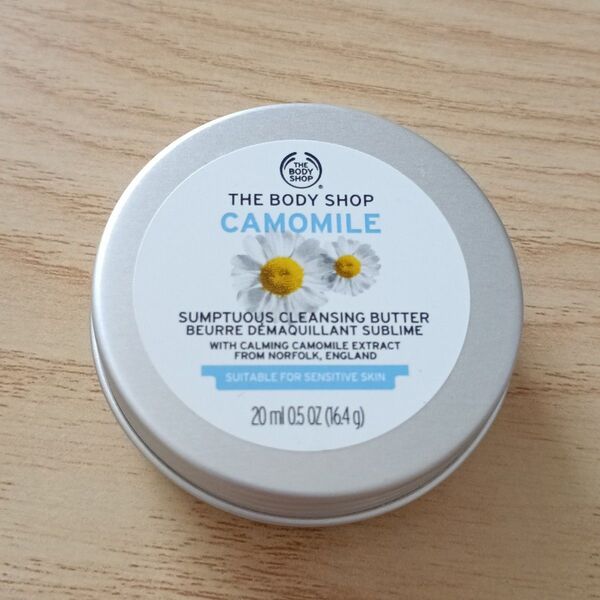 THE
BODY
SHOP
®
THE BODY SHOP
CAMOMILE
SUMPTUOUS CLEANSING BUTTER
BEURRE DÉMAQUILLANT SUBLIME
WITH CALMING CAMOMILE EXTRACT
FROM NORFOLK, ENGLAND
SUITABLE FOR SENSITIVE SKIN
20 ml 0.5 OZ (16.4 g)